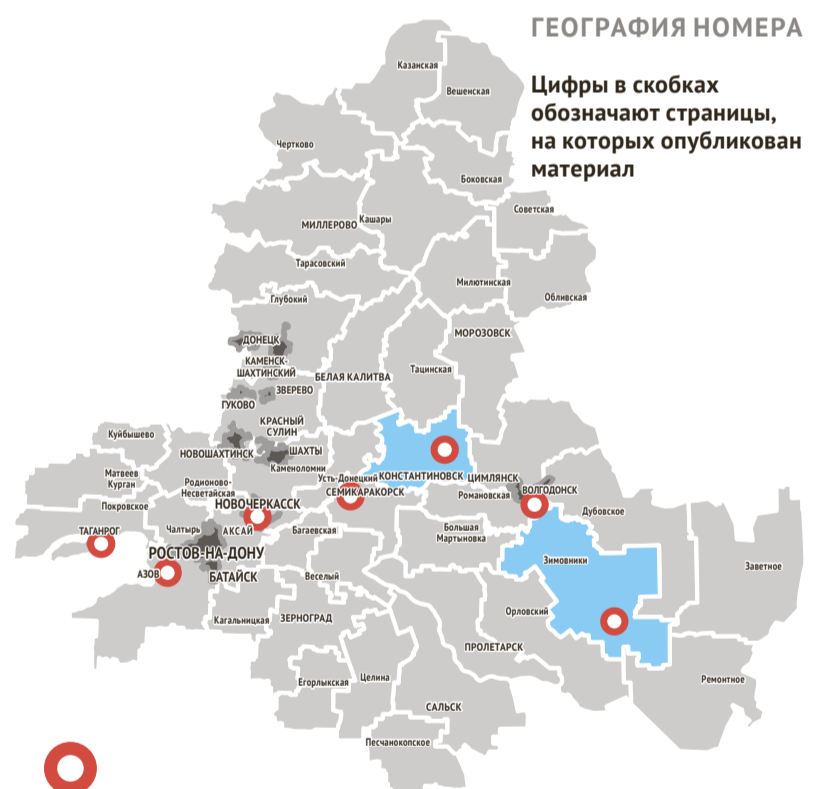 ГЕОГРАФИЯ НОМЕРА
Цифры в скобках
обозначают страницы,
на которых опубликован
материал
Казанская
Вешенская
Чертково
Боковская
Советская
Кашары
МИЛЛЕРОВО
Тарасовский
Милютинская
Обливская
Глубокий
МОРОЗОВСК
ДОНЕЦК
КАМЕНСК-
ШАХТИНСКИЙ
Тацинская
БЕЛАЯ КАЛИТВА
ЗВЕРЕВО
ГУКОВО
КРАСНЫЙ
СУЛИН
Куйбышево
НОВОШАХТИНСК
ШАХТЫ
Каменоломни
Матвеев
Курган
Усть-Донецкий
КОНСТАНТИНОВСК
ЦИМЛЯНСК
Родионово-
Несветайская
СЕМИКАРАКОРСК
Романовская
ВОЛГОДОНСК
Покровское
НОВОЧЕРКАССК
Дубовское
ТАГАНРОГ
Чалтырь
АКСАЙ
Багаевская
Большая
Мартыновка
РОСТОВ-НА-ДОНУ
Зимовники
Заветное
АЗОВ
БАТАЙСК
Веселый
Орловский
Кагальницкая
ЗЕРНОГРАД
ПРОЛЕТАРСК
Егорлыкская
Целина
Ремонтное
САЛЬСК
Песчанокопское